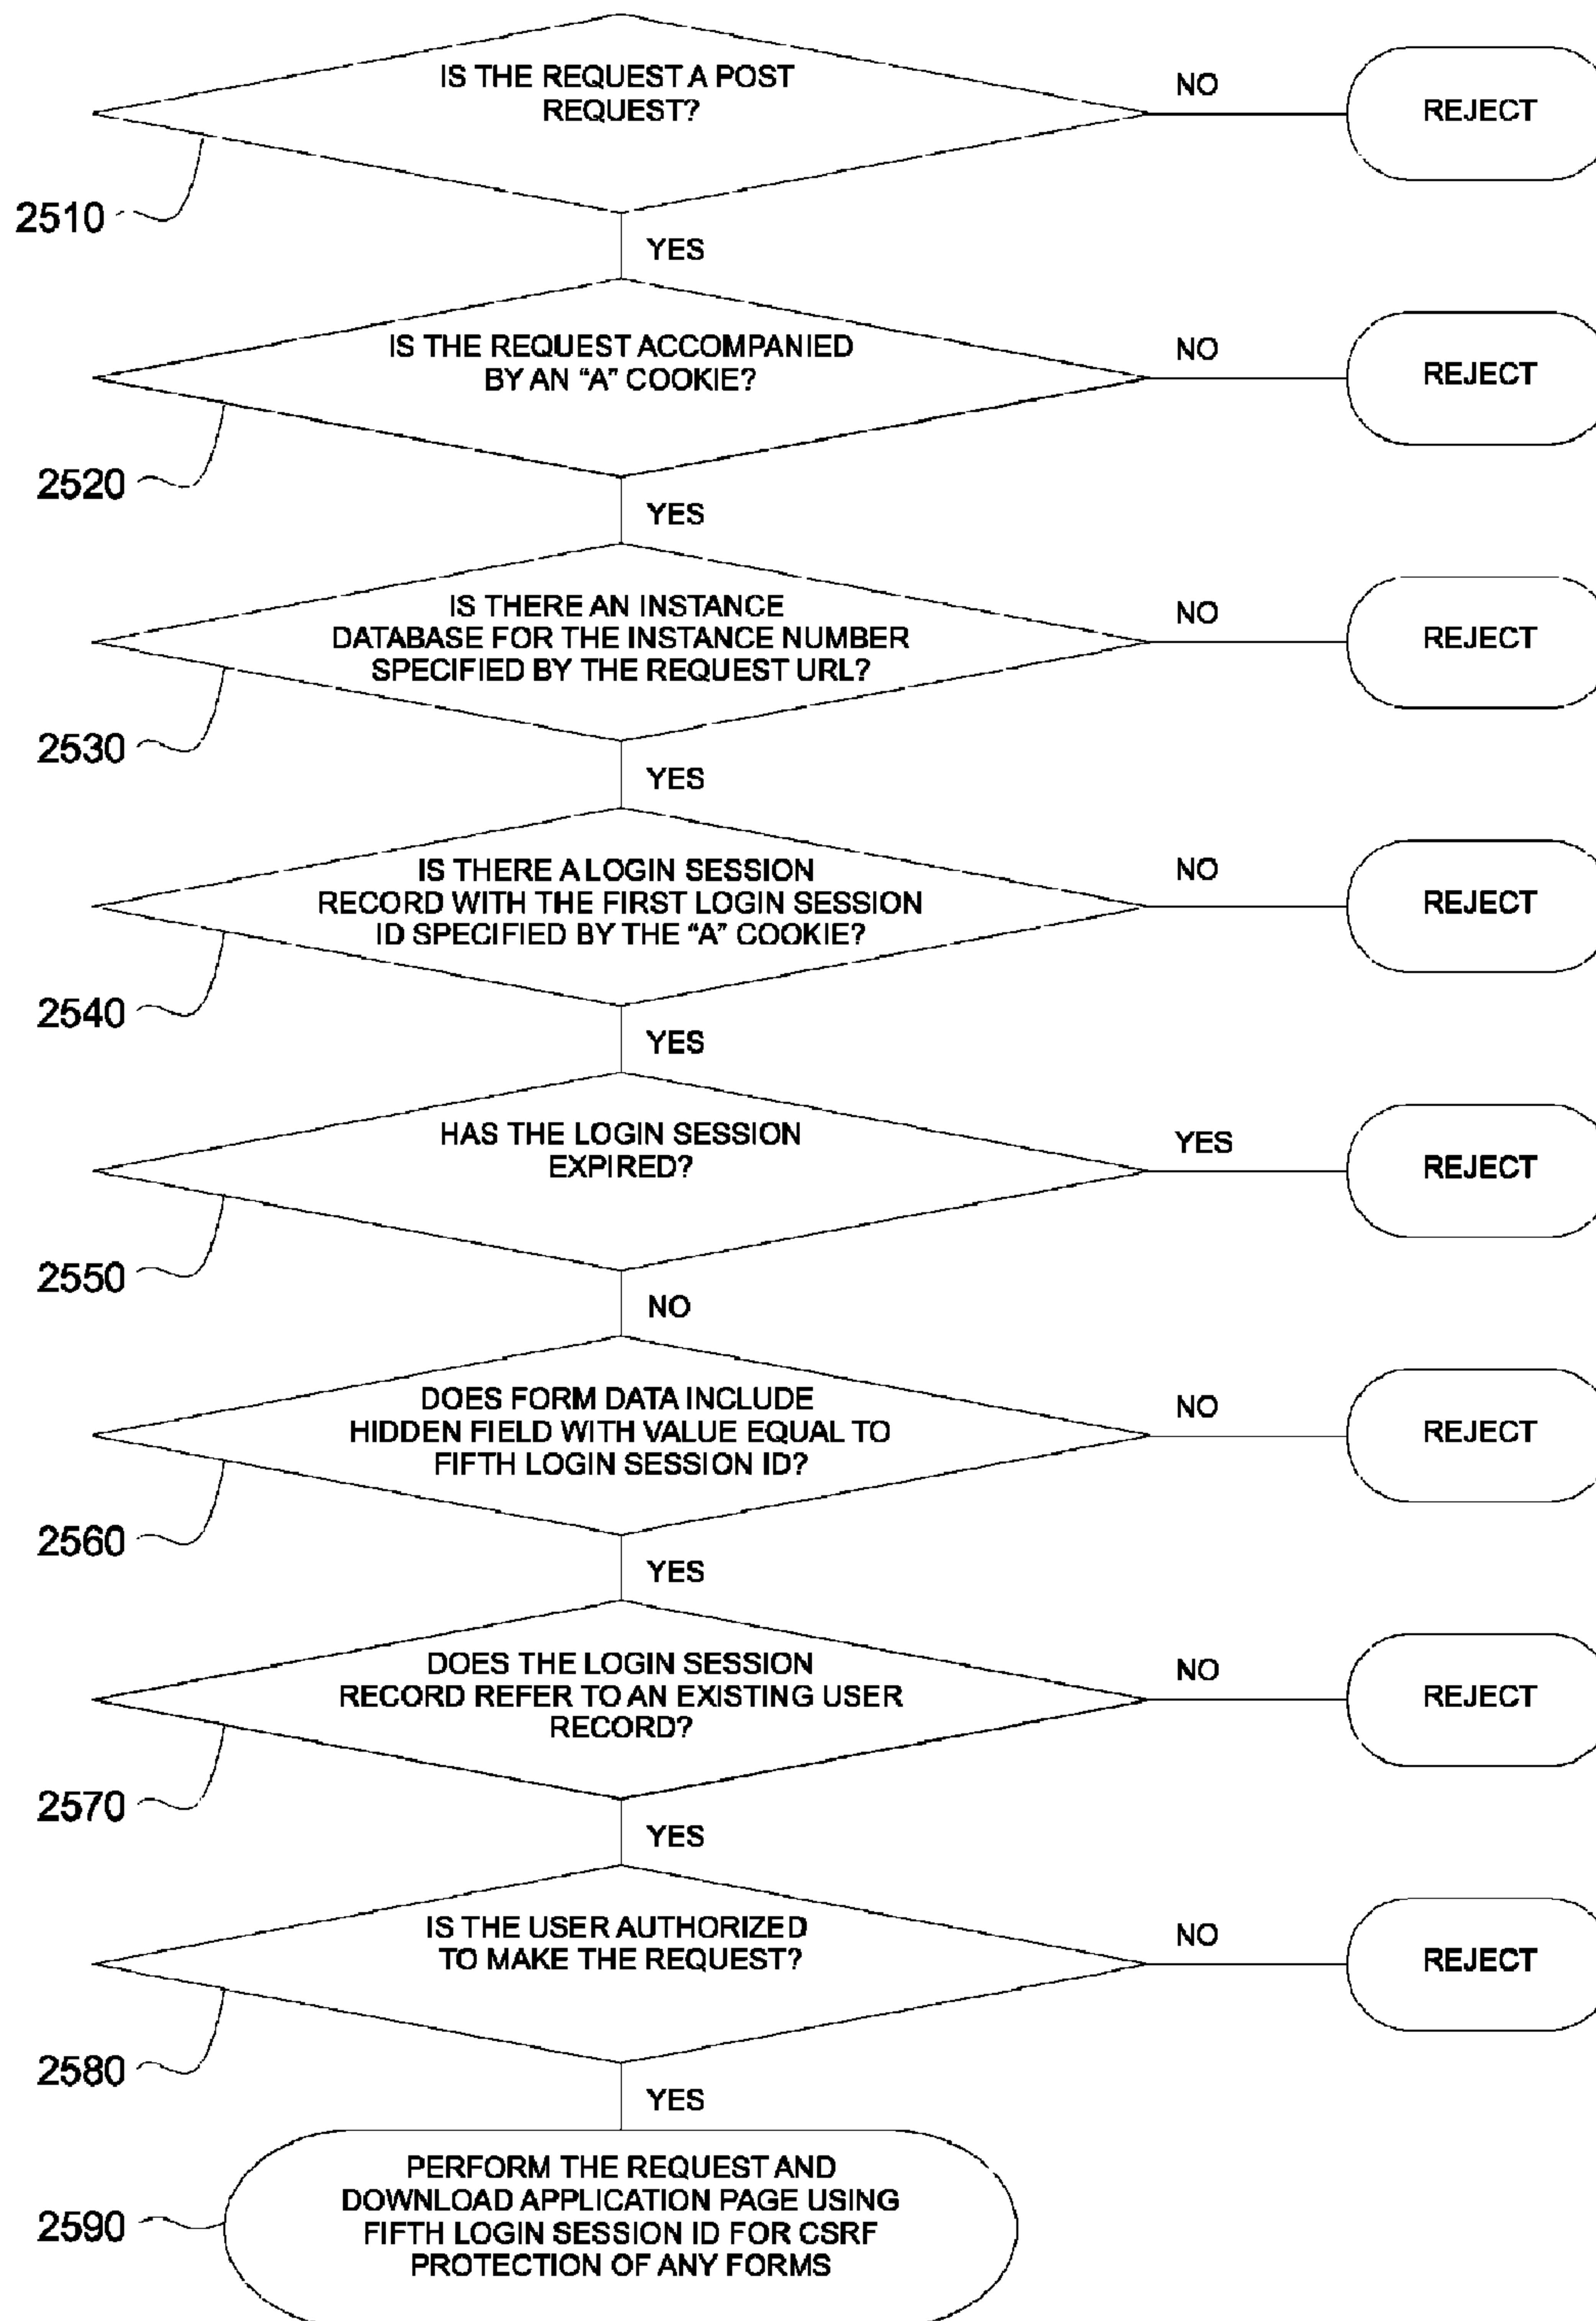 IS THE REQUEST A POST
REQUEST?
NO
REJECT
2510
YES
IS THE REQUEST ACCOMPANIED
BY AN “A” COOKIE?
NO
REJECT
2520
YES
IS THERE AN INSTANCE
DATABASE FOR THE INSTANCE NUMBER
SPECIFIED BY THE REQUEST URL?
NO
REJECT
2530
YES
IS THERE A LOGIN SESSION
RECORD WITH THE FIRST LOGIN SESSION
ID SPECIFIED BY THE “A” COOKIE?
NO
REJECT
2540
YES
HAS THE LOGIN SESSION
EXPIRED?
YES
REJECT
2550
NO
DOES FORM DATA INCLUDE
HIDDEN FIELD WITH VALUE EQUAL TO
FIFTH LOGIN SESSION ID?
NO
REJECT
2560
YES
DOES THE LOGIN SESSION
RECORD REFER TO AN EXISTING USER
RECORD?
NO
REJECT
2570
YES
IS THE USER AUTHORIZED
TO MAKE THE REQUEST?
NO
REJECT
2580
YES
PERFORM THE REQUEST AND
DOWNLOAD APPLICATION PAGE USING
FIFTH LOGIN SESSION ID FOR CSRF
PROTECTION OF ANY FORMS
2590